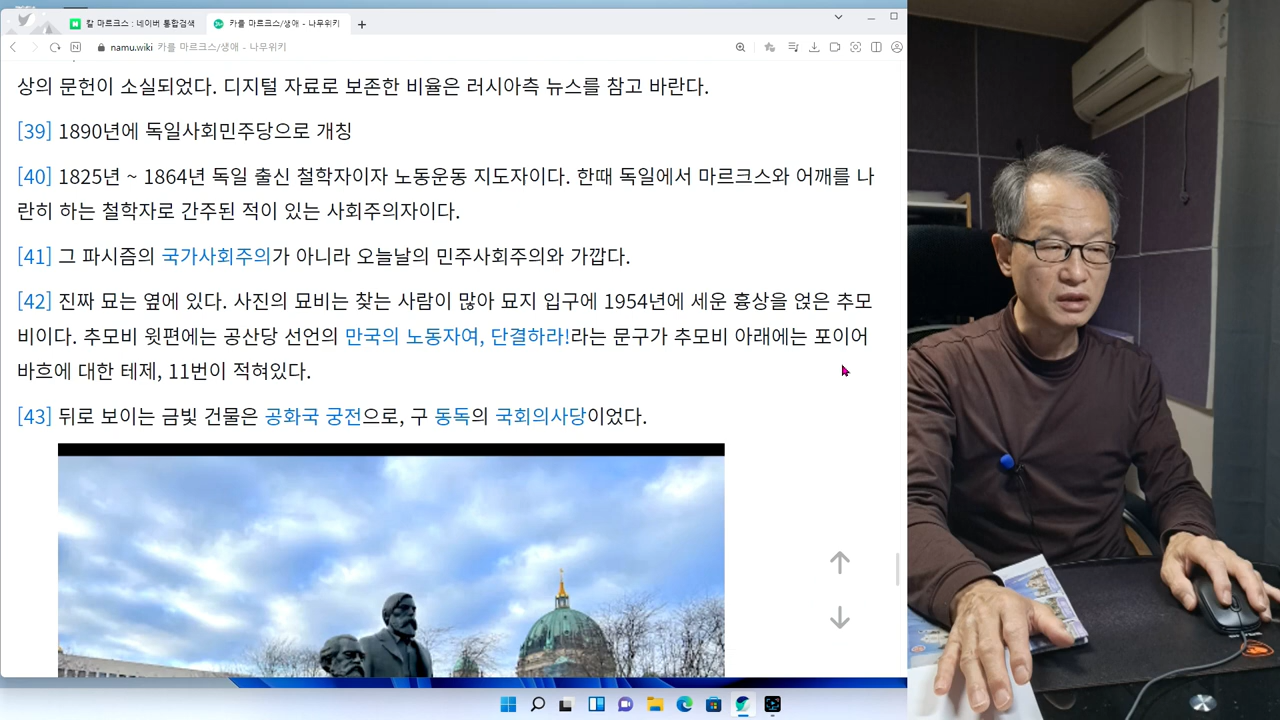 칼 마르크스 : 네이버 통합검색
카를 마르크스/생애 - 나무위키
namu.wiki 카를 마르크스/생애 - 나무위키
상의 문헌이 소실되었다. 디지털 자료로 보존한 비율은 러시아측 뉴스를 참고 바란다.
[39] 1890년에 독일사회민주당으로 개칭
[40] 1825년 ~ 1864년 독일 출신 철학자이자 노동운동 지도자이다. 한때 독일에서 마르크스와 어깨를 나
란히 하는 철학자로 간주된 적이 있는 사회주의자이다.
[41] 그 파시즘의 국가사회주의가 아니라 오늘날의 민주사회주의와 가깝다.
[42] 진짜 묘는 옆에 있다. 사진의 묘비는 찾는 사람이 많아 묘지 입구에 1954년에 세운 흉상을 얹은 추모
비이다. 추모비 윗편에는 공산당 선언의 만국의 노동자여, 단결하라!라는 문구가 추모비 아래에는 포이어
바흐에 대한 테제, 11번이 적혀있다.
[43] 뒤로 보이는 금빛 건물은 공화국 궁전으로, 구 동독의 국회의사당이었다.